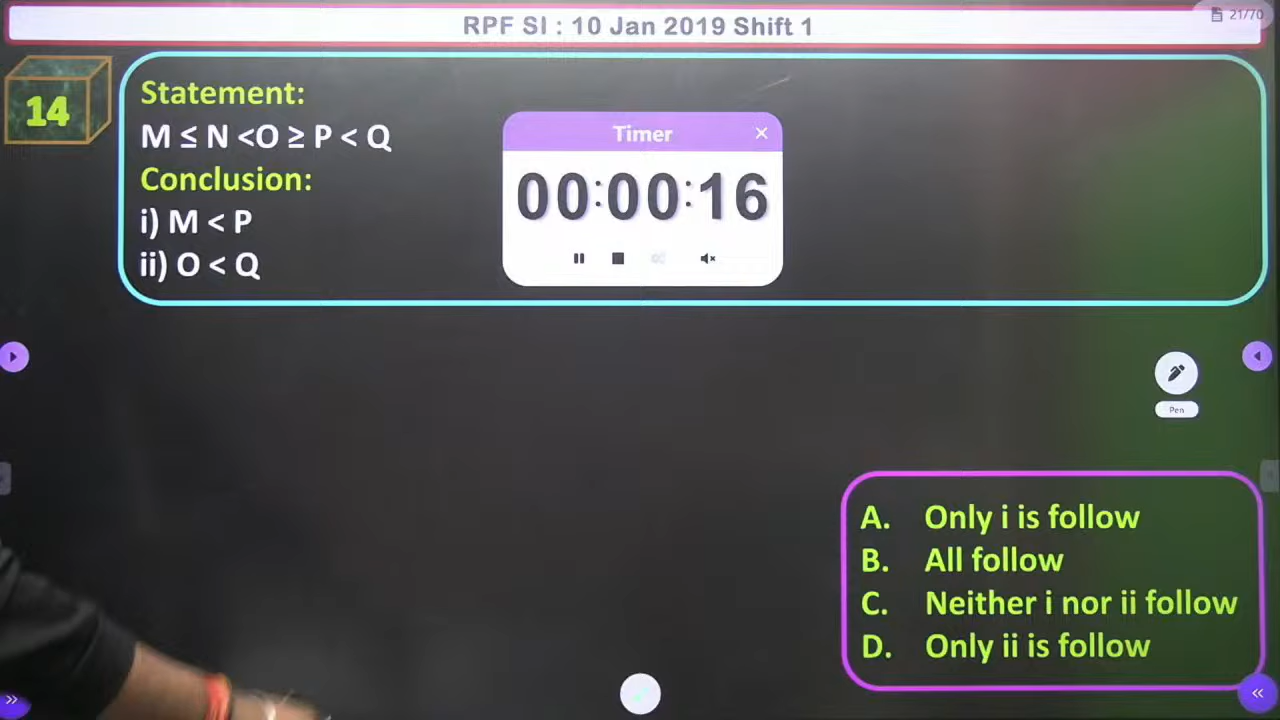 RPF SI : 10 Jan 2019 Shift 1
21/70
14
Statement:
M ≤ N <O ≥ P < Q
Conclusion:
i) M < P
ii) O < Q
Timer
00:00:16
Pen
A. Only i is follow
B. All follow
C. Neither i nor ii follow
D. Only ii is follow